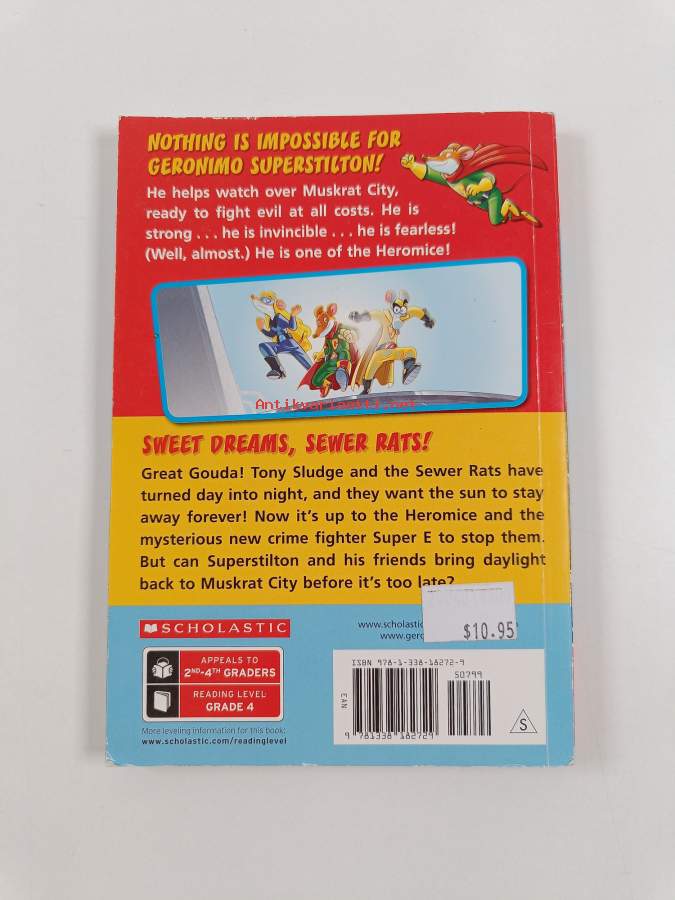 NOTHING IS IMPOSSIBLE FOR
GERONIMO SUPERSTILTON!
He helps watch over Muskrat City,
ready to fight evil at all costs. He is
strong . . . he is invincible . . . he is fearless!
(Well, almost.) He is one of the Heromice!
Antikvariaatti.net
SWEET DREAMS, SEWER RATS!
Great Gouda! Tony Sludge and the Sewer Rats have
turned day into night, and they want the sun to stay
away forever! Now it's up to the Heromice and the
mysterious new crime fighter Super E to stop them.
But can Superstilton and his friends bring daylight
back to Muskrat City before it's too late?
SCHOLASTIC
www.scholastic.
www.gero
$10.95
APPEALS TO
2ND-4TH GRADERS
READING LEVEL
GRADE 4
More leveling information for this book:
www.scholastic.com/readinglevel
ISBN 978-1-338-18272-9
50799
EAN
9 781338 182729
S